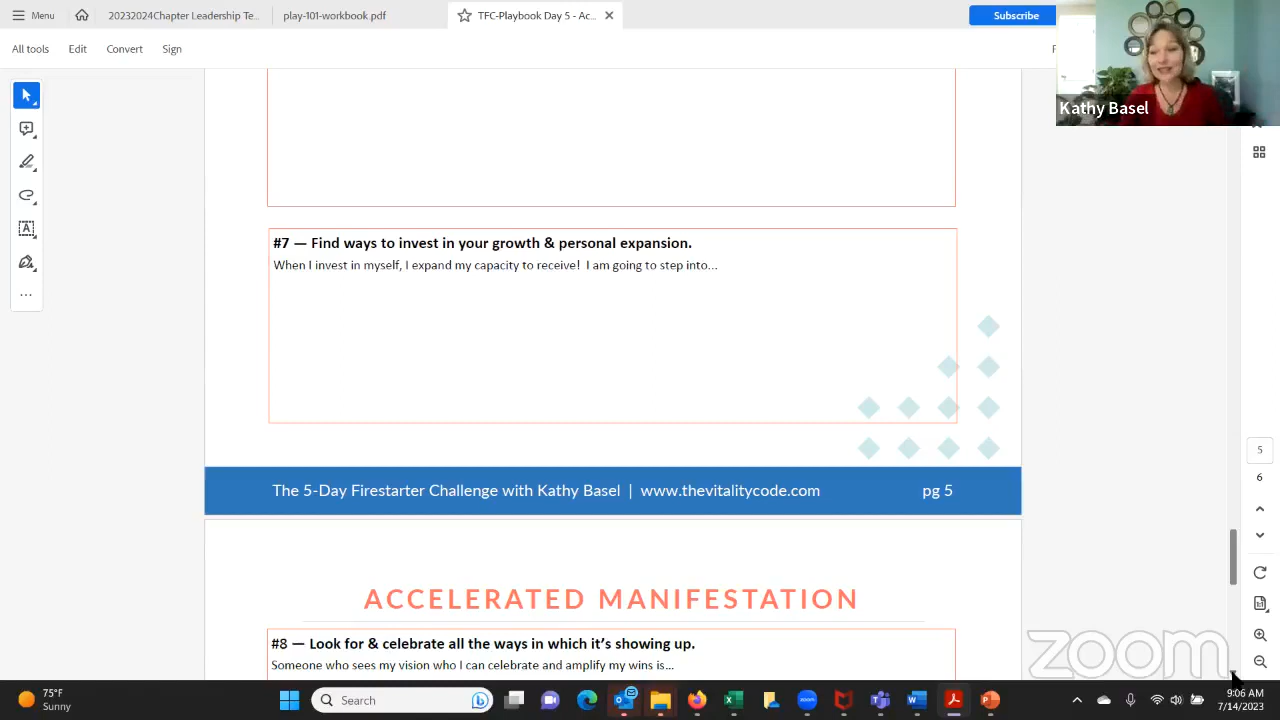 Menu
20232024Chapter Leadership Te...
play-101-workbook pdf
TFC-Playbook Day 5 - Ac...
Subscribe
All tools
Edit
Convert
Sign
Kathy Basel
#7 — Find ways to invest in your growth & personal expansion.
When I invest in myself, I expand my capacity to receive! I am going to step into...
5
6
The 5-Day Firestarter Challenge with Kathy Basel | www.thevitalitycode.com pg 5
ACCELERATED MANIFESTATION
#8 — Look for & celebrate all the ways in which it's showing up.
Someone who sees my vision who I can celebrate and amplify my wins is...
zoom
75°F
Sunny
Search
9:06 AM
7/14/2023